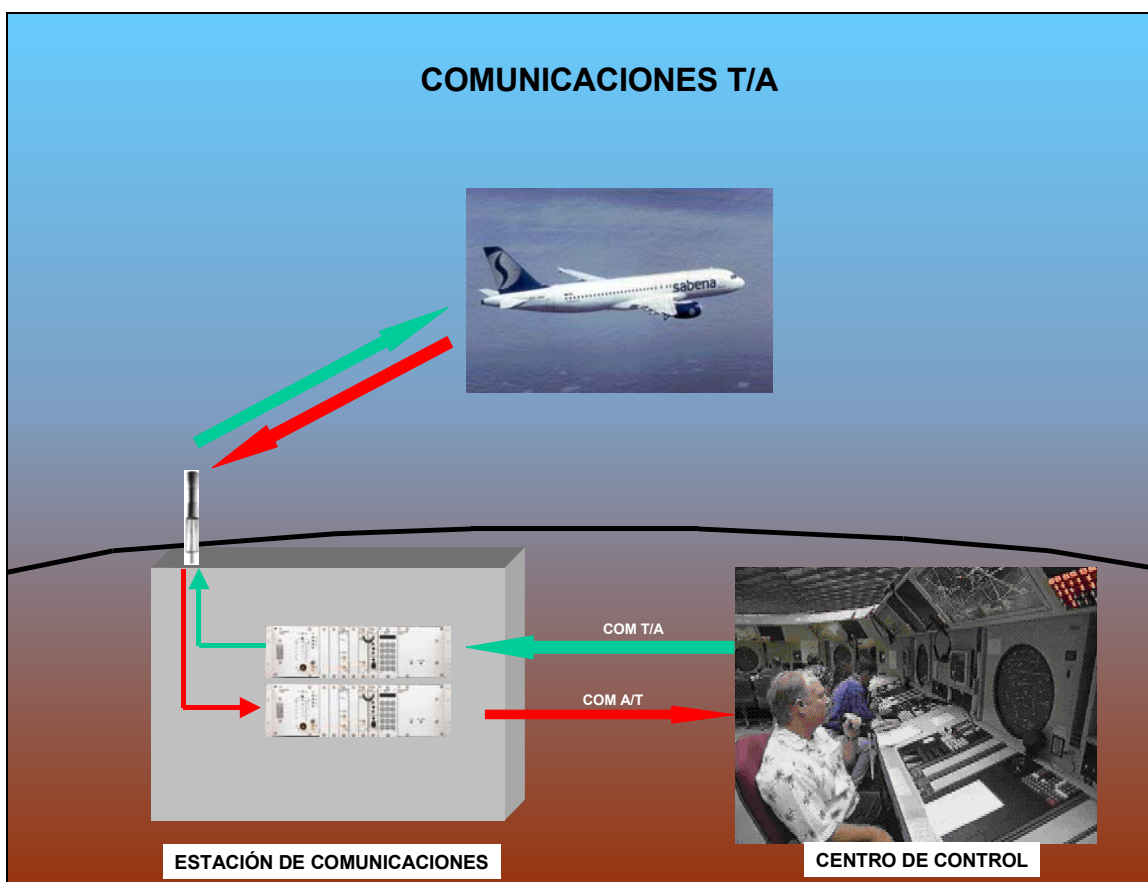 COMUNICACIONES T/A
sabena
COM T/A
COM A/T
ESTACIÓN DE COMUNICACIONES
CENTRO DE CONTROL